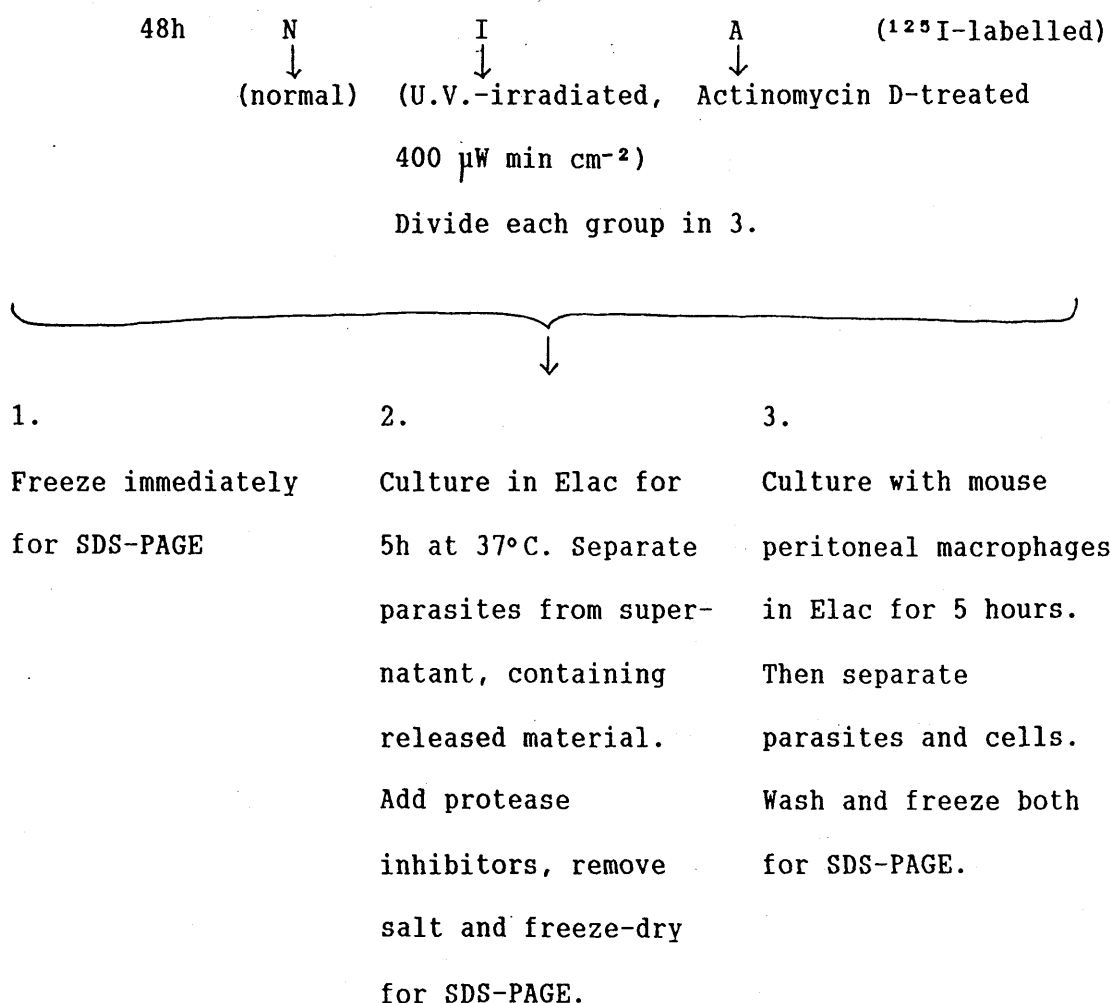 48h N I A (¹²⁵I-labelled)
(normal) (U.V.-irradiated, Actinomycin D-treated
400 µW min cm⁻²)
Divide each group in 3.
1.
Freeze immediately
for SDS-PAGE
2.
Culture in Elac for
5h at 37°C. Separate
parasites from super-
natant, containing
released material.
Add protease
inhibitors, remove
salt and freeze-dry
for SDS-PAGE.
3.
Culture with mouse
peritoneal macrophages
in Elac for 5 hours.
Then separate
parasites and cells.
Wash and freeze both
for SDS-PAGE.